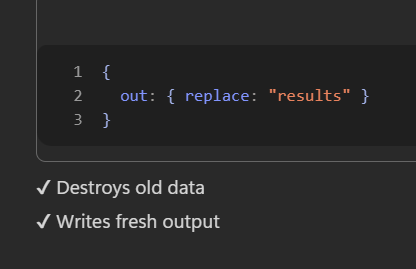 1 {
2   out: { replace: "results" }
3 }
✓ Destroys old data
✓ Writes fresh output